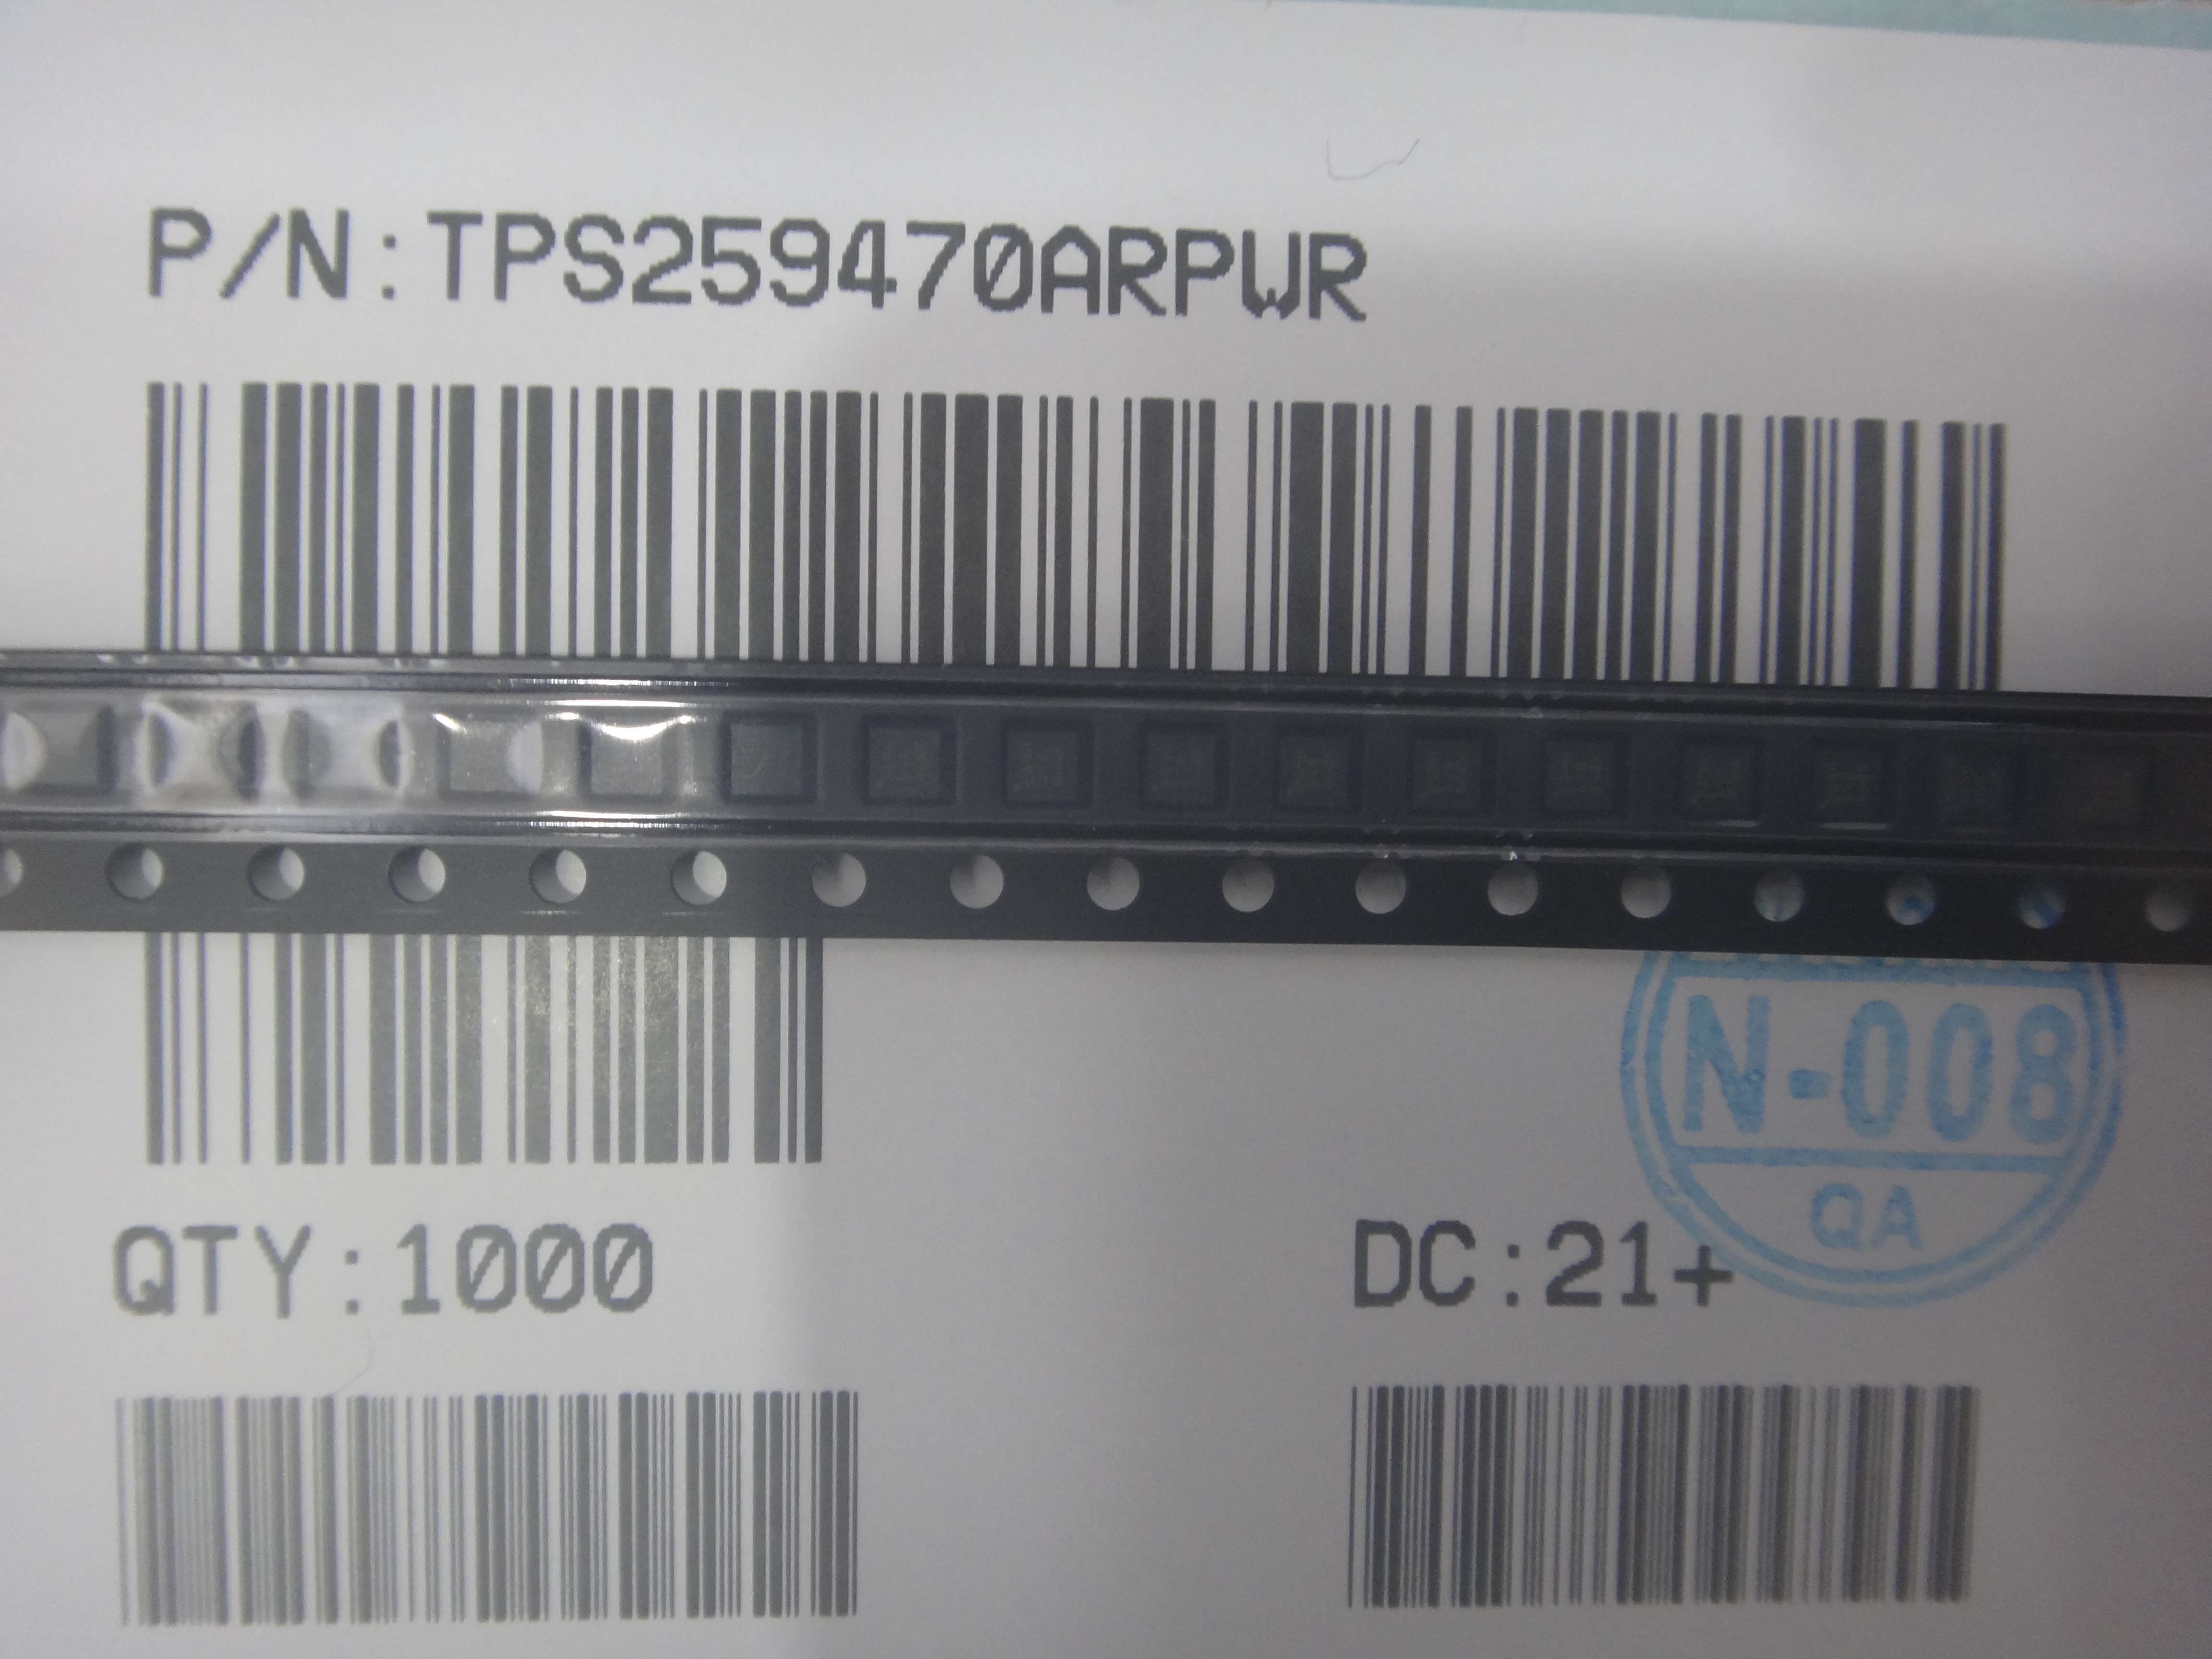 P/N:TPS259470ARPWR
N-008
QA
QTY:1000
DC:21+